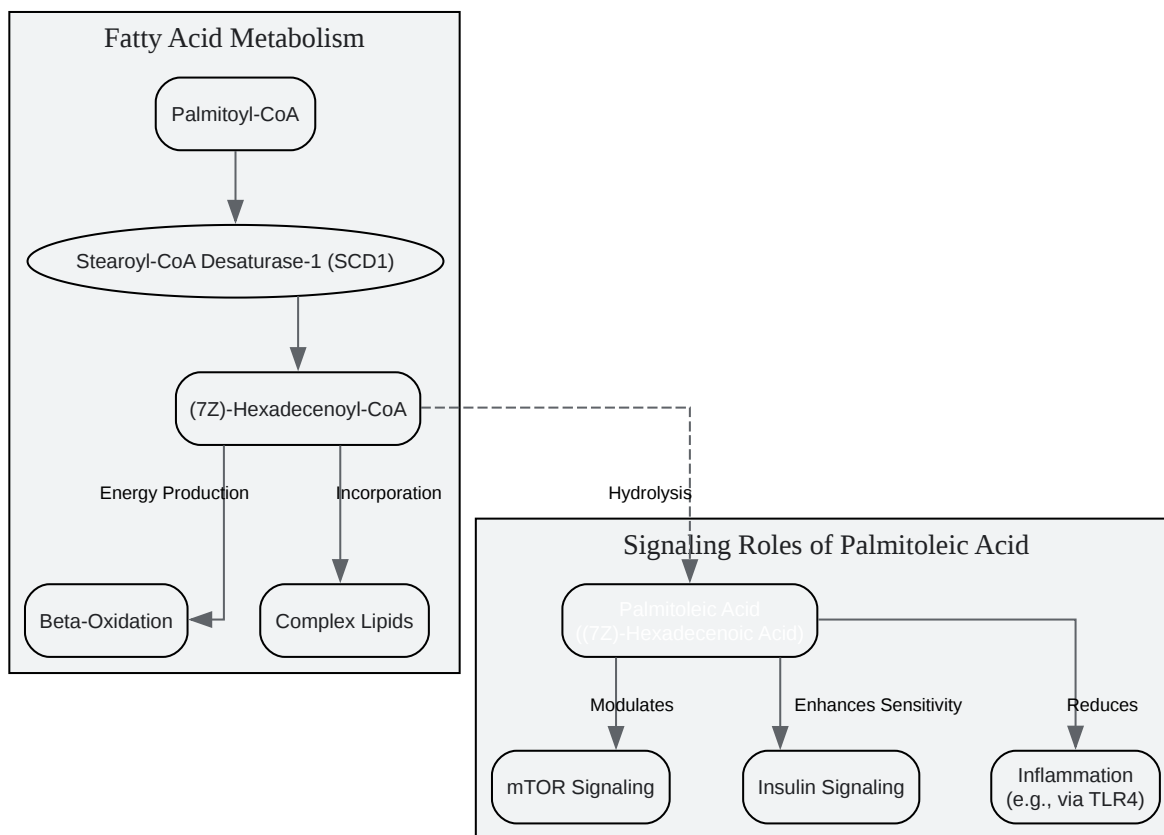 Fatty Acid Metabolism
Palmitoyl-CoA
Stearoyl-CoA Desaturase-1 (SCD1)
(7Z)-Hexadecenoyl-CoA
Energy Production
Incorporation
Hydrolysis
Beta-Oxidation
Complex Lipids
Signaling Roles of Palmitoleic Acid
Palmitoleic Acid
((7Z)-Hexadecenoic Acid)
Modulates
Enhances Sensitivity
Reduces
mTOR Signaling
Insulin Signaling
Inflammation
(e.g., via TLR4)